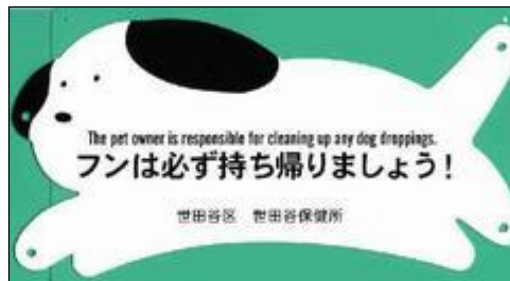 The pet owner is responsible for cleaning up any dog droppings.
フンは必ず持ち帰りましょう！
世田谷区　世田谷保健所